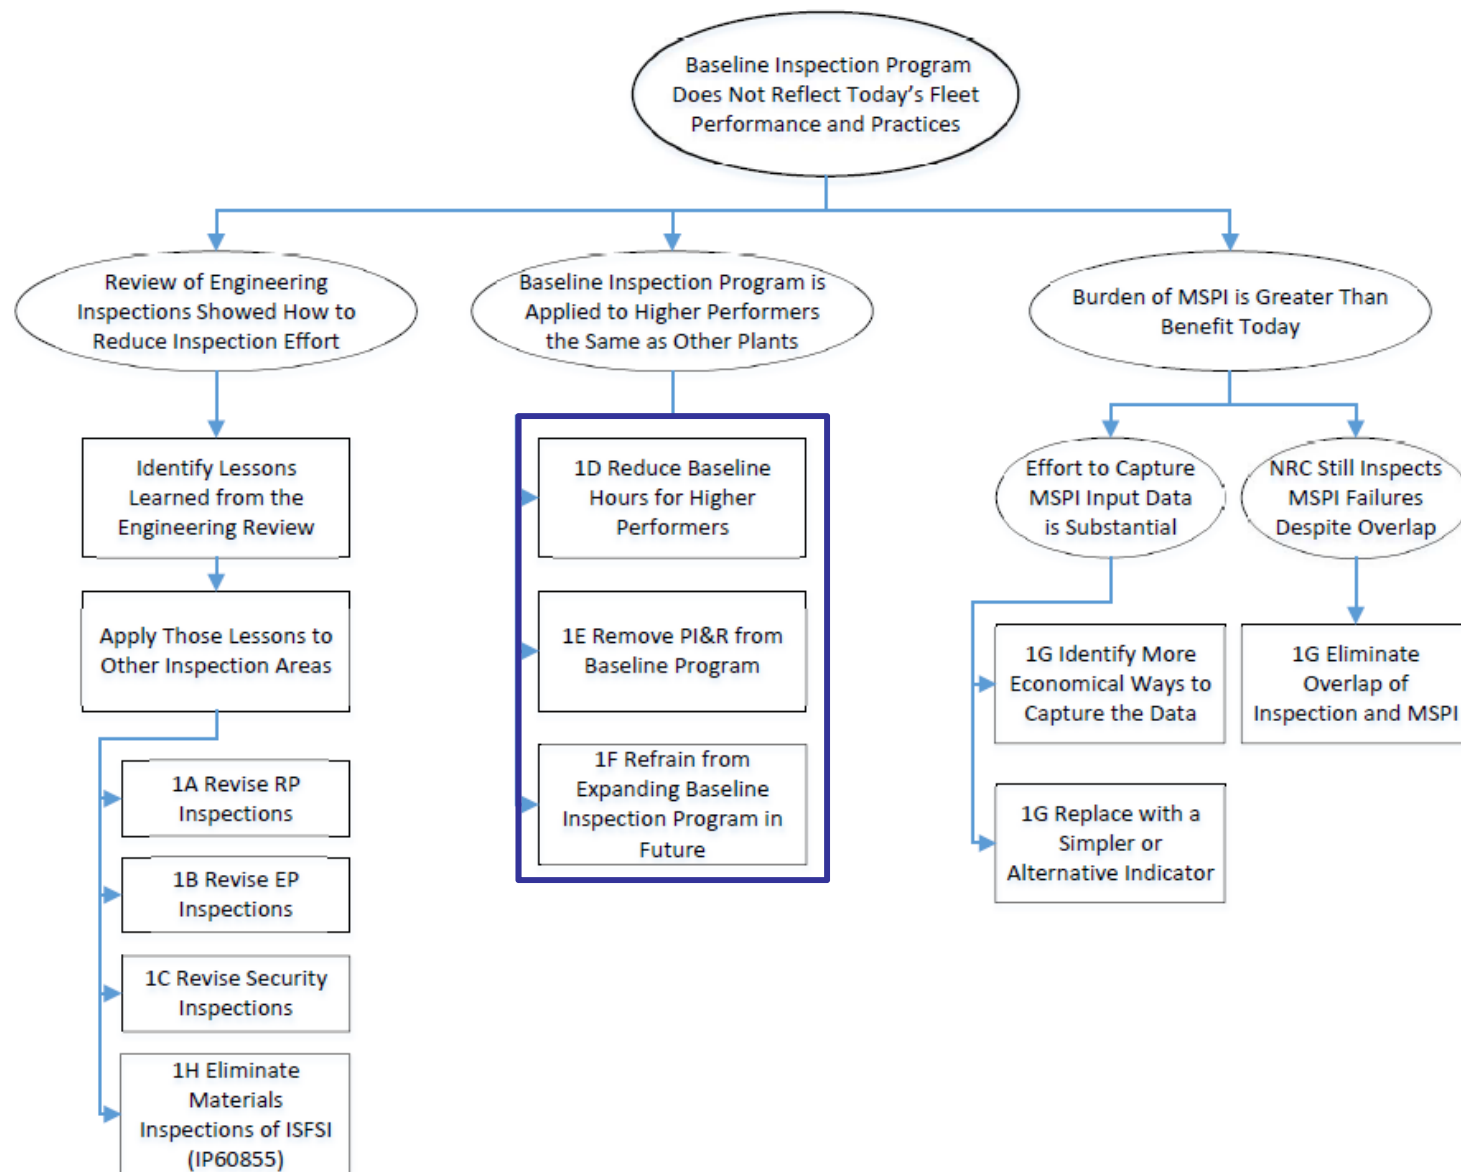 Baseline Inspection Program
Does Not Reflect Today's Fleet
Performance and Practices
Review of Engineering
Inspections Showed How to
Reduce Inspection Effort
Baseline Inspection Program is
Applied to Higher Performers
the Same as Other Plants
Burden of MSPI is Greater Than
Benefit Today
Identify Lessons
Learned from the
Engineering Review
Apply Those Lessons to
Other Inspection Areas
1A Revise RP
Inspections
1B Revise EP
Inspections
1C Revise Security
Inspections
1H Eliminate
Materials
Inspections of ISFSI
(IP60855)
1D Reduce Baseline
Hours for Higher
Performers
1E Remove PI&R from
Baseline Program
1F Refrain from
Expanding Baseline
Inspection Program in
Future
Effort to Capture
MSPI Input Data
is Substantial
NRC Still Inspects
MSPI Failures
Despite Overlap
1G Identify More
Economical Ways to
Capture the Data
1G Eliminate
Overlap of
Inspection and MSPI
1G Replace with a
Simpler or
Alternative Indicator